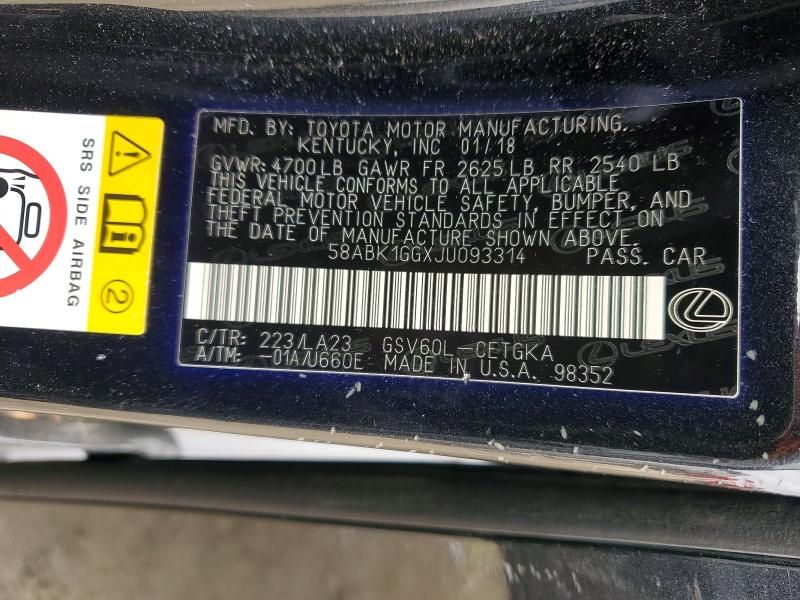 SRS SIDE AIRBAG
2
MFD. BY: TOYOTA MOTOR MANUFACTURING.
KENTUCKY, INC 01/18
GVWR: 4700LB GAWR FR 2625LB RR 2540 LB
THIS VEHICLE CONFORMS TO ALL APPLICABLE
FEDERAL MOTOR VEHICLE SAFETY, BUMPER, AND
THEFT PREVENTION STANDARDS IN EFFECT ON
THE DATE OF MANUFACTURE SHOWN ABOVE.
58ABK1GGXJU093314 PASS. CAR
C/TR: 223/LA23 GSV60L-CETGKA
A/TM: -01A/U660E MADE IN U.S.A. 98352
LEXUS